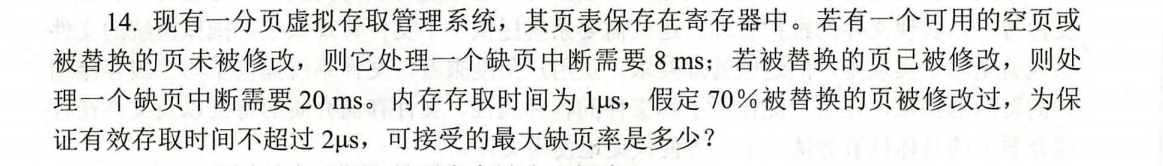 14. 现有一分页虚拟存取管理系统，其页表保存在寄存器中。若有一个可用的空页或
被替换的页未被修改，则它处理一个缺页中断需要 8 ms；若被替换的页已被修改，则处
理一个缺页中断需要 20 ms。内存存取时间为 1μs，假定 70%被替换的页被修改过，为保
证有效存取时间不超过 2μs，可接受的最大缺页率是多少？